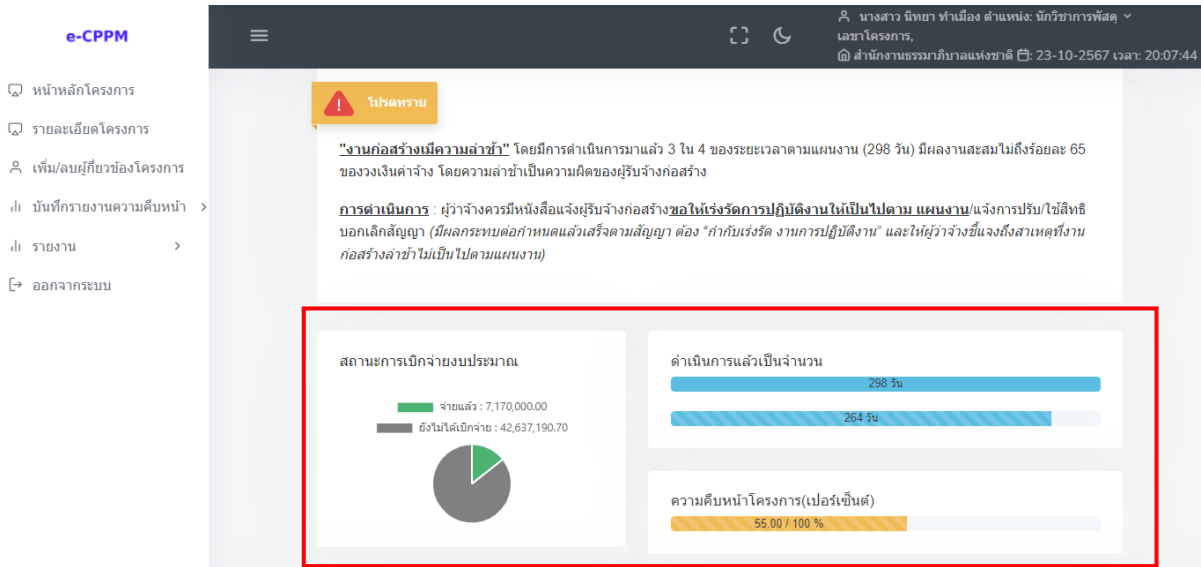 e-CPPM
นางสาว นิทยา ทำเมือง ตำแหน่ง: นักวิชาการพัสดุ
เลขาโครงการ,
สำนักงานธรรมาภิบาลแห่งชาติ : 23-10-2567 เวลา: 20:07:44
หน้าหลักโครงการ
รายละเอียดโครงการ
เพิ่ม/ลบผู้กี่ยวข้องโครงการ
บันทึกรายงานความคืบหน้า
รายงาน
ออกจากระบบ
โปรดทราบ
"งานก่อสร้างเมีความล่าช้า" โดยมีการดำเนินการมาแล้ว 3 ใน 4 ของระยะเวลาตามแผนงาน (298 วัน) มีผลงานสะสมไม่ถึงร้อยละ 65
ของวงเงินค่าจ้าง โดยความล่าช้าเป็นความผิดของผู้รับจ้างก่อสร้าง
การดำเนินการ : ผู้ว่าจ้างควรมีหนังสือแจ้งผู้รับจ้างก่อสร้างขอให้เร่งรัดการปฏิบัติงานให้เป็นไปตาม แผนงาน/แจ้งการปรับ/ใช้สิทธิ
บอกเลิกสัญญา (มีผลกระทบต่อกำหนดแล้วเสร็จตามสัญญา ต้อง "กำกับเร่งรัด งานการปฏิบัติงาน" และให้ผู้ว่าจ้างชี้แจงถึงสาเหตุที่งาน
ก่อสร้างล่าช้าไม่เป็นไปตามแผนงาน)
สถานะการเบิกจ่ายงบประมาณ
จ่ายแล้ว : 7,170,000.00
ยังไม่ได้เบิกจ่าย : 42,637,190.70
ดำเนินการแล้วเป็นจำนวน
298 วัน
264 วัน
ความคืบหน้าโครงการ(เปอร์เซ็นต์)
55.00 / 100 %